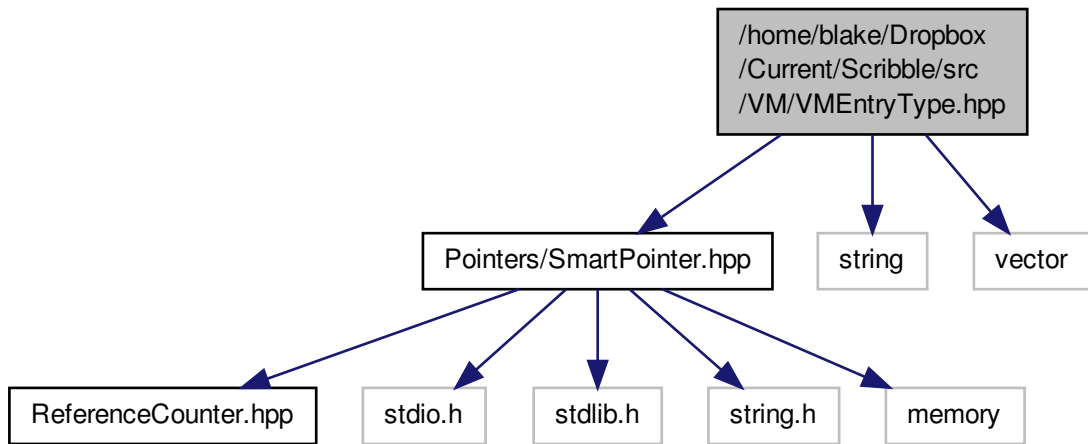 /home/blake/Dropbox
/Current/Scribble/src
/VM/VMEntryType.hpp
Pointers/SmartPointer.hpp
string
vector
ReferenceCounter.hpp
stdio.h
stdlib.h
string.h
memory